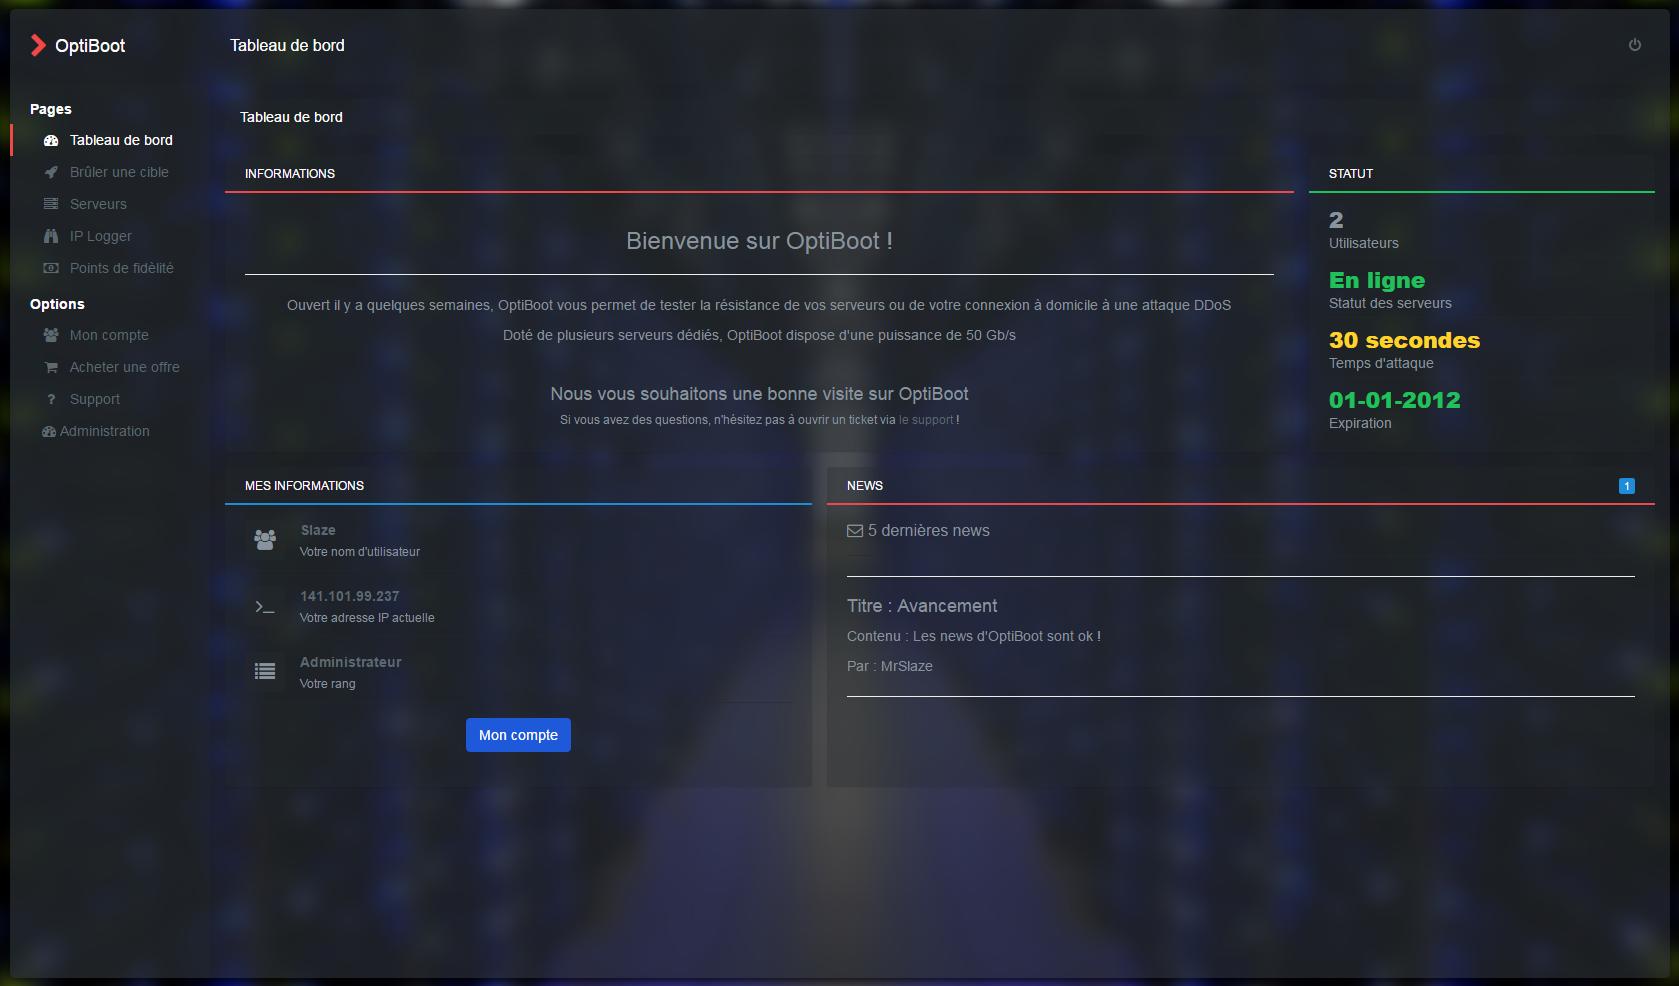 OptiBoot
Tableau de bord
Pages
Tableau de bord
Brûler une cible
Serveurs
IP Logger
Points de fidèlité
Options
Mon compte
Acheter une offre
? Support
Administration
Tableau de bord
INFORMATIONS
Bienvenue sur OptiBoot !
Ouvert il y a quelques semaines, OptiBoot vous permet de tester la résistance de vos serveurs ou de votre connexion à domicile à une attaque DDoS
Doté de plusieurs serveurs dédiés, OptiBoot dispose d'une puissance de 50 Gb/s
Nous vous souhaitons une bonne visite sur OptiBoot
Si vous avez des questions, n'hésitez pas à ouvrir un ticket via le support !
STATUT
2
Utilisateurs
En ligne
Statut des serveurs
30 secondes
Temps d'attaque
01-01-2012
Expiration
MES INFORMATIONS
Slaze
Votre nom d'utilisateur
141.101.99.237
Votre adresse IP actuelle
Administrateur
Votre rang
Mon compte
NEWS 1
5 dernières news
Titre : Avancement
Contenu : Les news d'OptiBoot sont ok !
Par : MrSlaze